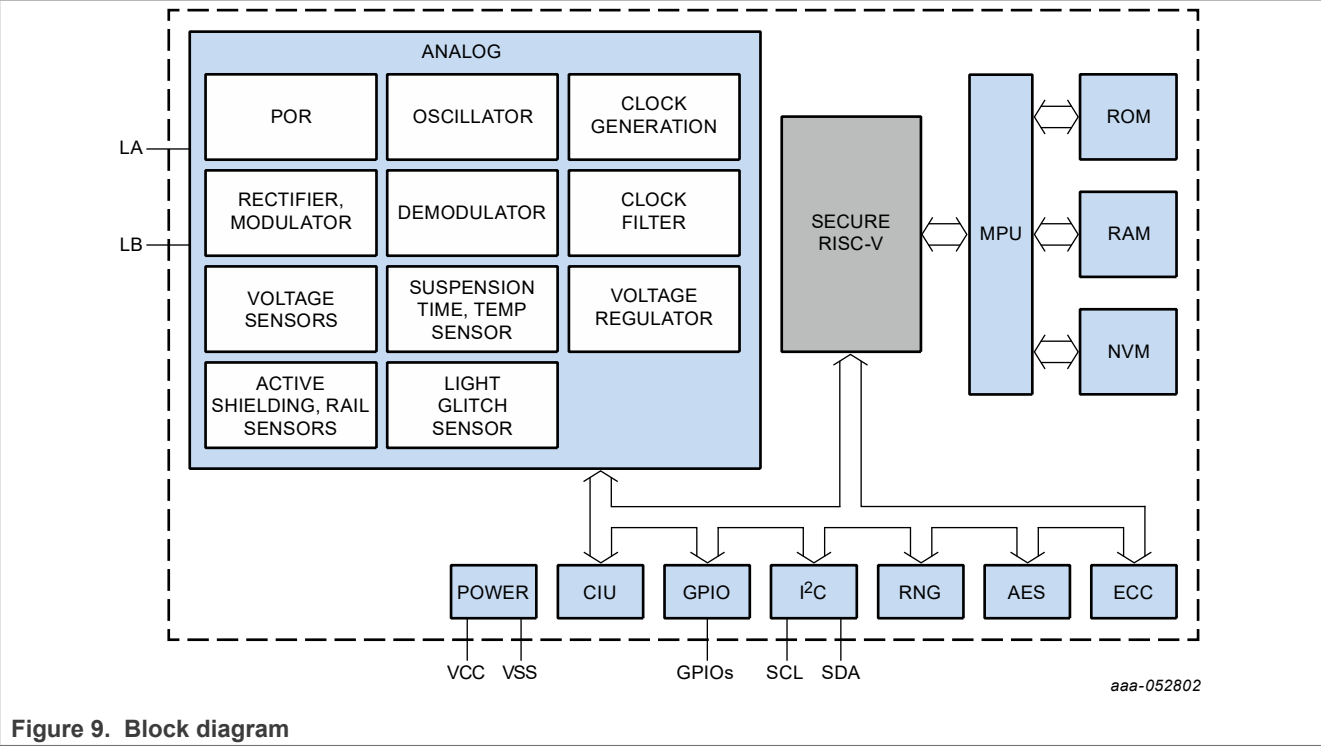 ANALOG
POR
OSCILLATOR
CLOCK
GENERATION
LA
RECTIFIER,
MODULATOR
DEMODULATOR
CLOCK
FILTER
LB
VOLTAGE
SENSORS
SUSPENSION
TIME, TEMP
SENSOR
VOLTAGE
REGULATOR
ACTIVE
SHIELDING, RAIL
SENSORS
LIGHT
GLITCH
SENSOR
SECURE
RISC-V
MPU
ROM
RAM
NVM
POWER
CIU
GPIO
I²C
RNG
AES
ECC
VCC
VSS
GPIOs
SCL
SDA
aaa-052802
Figure 9. Block diagram